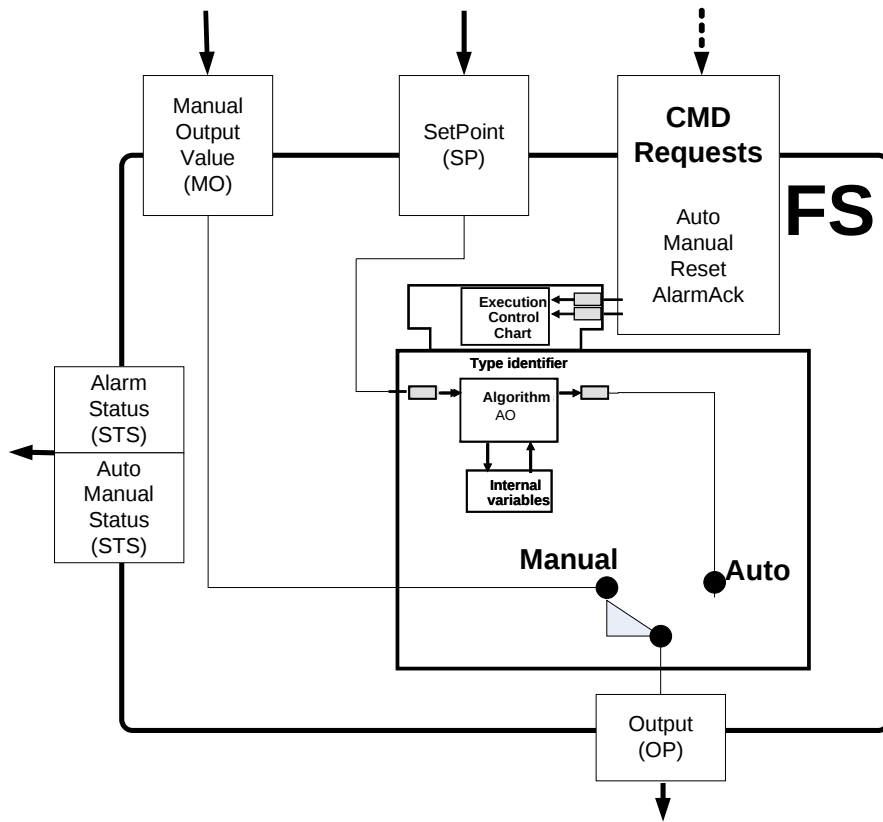 Manual
Output
Value
(MO)
SetPoint
(SP)
CMD
Requests
Auto
Manual
Reset
AlarmAck
FS
Execution
Control
Chart
Type identifier
Algorithm
AO
Internal
variables
Alarm
Status
(STS)
Auto
Manual
Status
(STS)
Manual
Auto
Output
(OP)